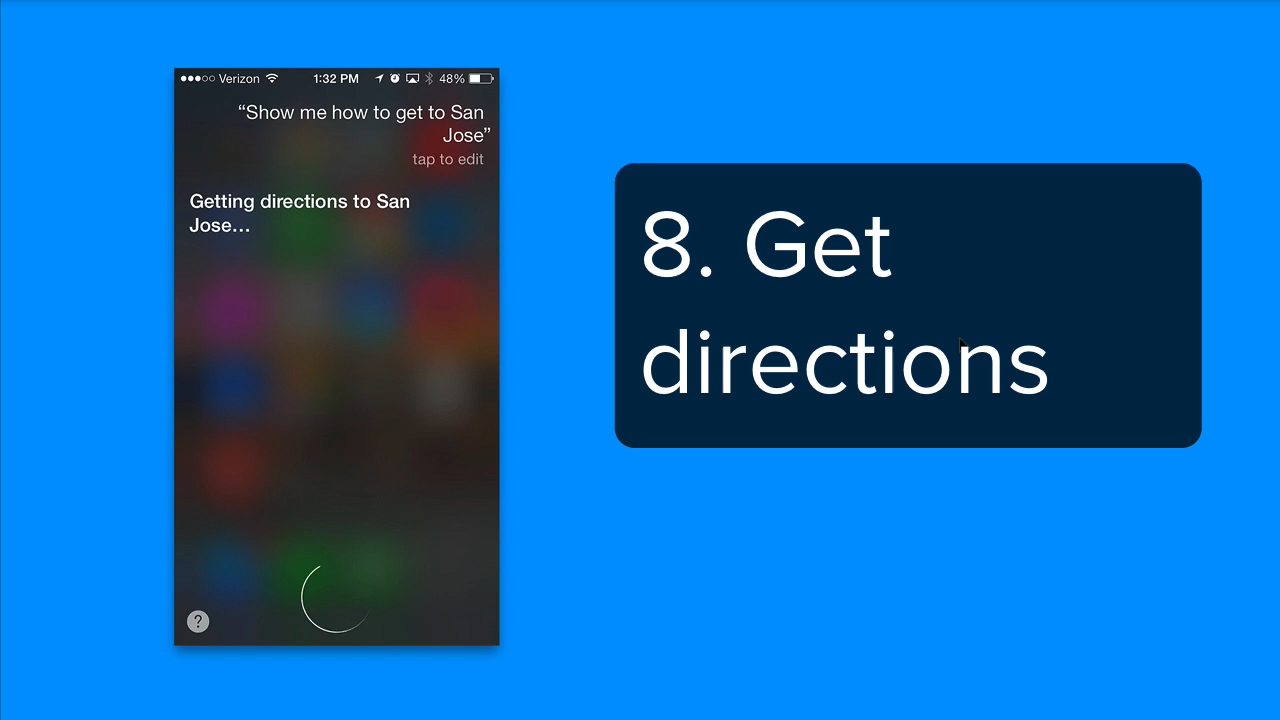 Verizon 1:32 PM 48%
“Show me how to get to San
Jose”
tap to edit
Getting directions to San
Jose...
?
8. Get
directions